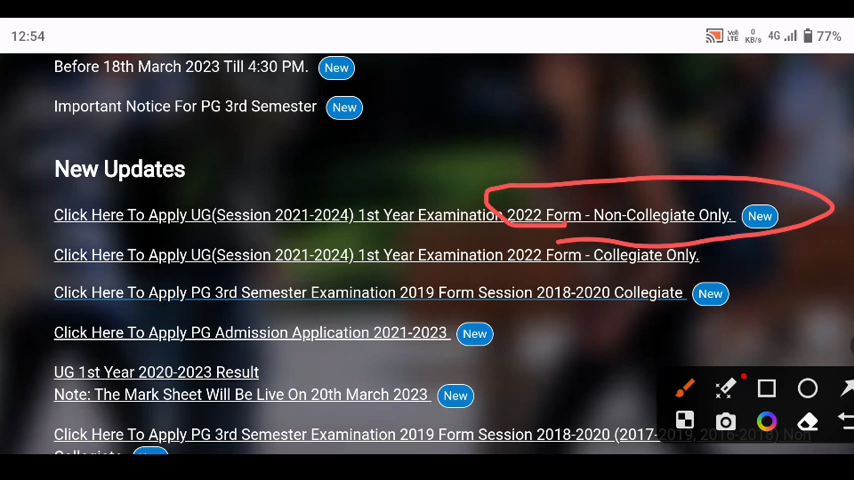 12:54
Vo) LTE
0 KB/s
4G
77%
Before 18th March 2023 Till 4:30 PM. New
Important Notice For PG 3rd Semester New
New Updates
Click Here To Apply UG(Session 2021-2024) 1st Year Examination 2022 Form - Non-Collegiate Only. New
Click Here To Apply UG(Session 2021-2024) 1st Year Examination 2022 Form - Collegiate Only.
Click Here To Apply PG 3rd Semester Examination 2019 Form Session 2018-2020 Collegiate New
Click Here To Apply PG Admission Application 2021-2023 New
UG 1st Year 2020-2023 Result
Note: The Mark Sheet Will Be Live On 20th March 2023 New
Click Here To Apply PG 3rd Semester Examination 2019 Form Session 2018-2020 (2017-2019, 2016-2018) Non